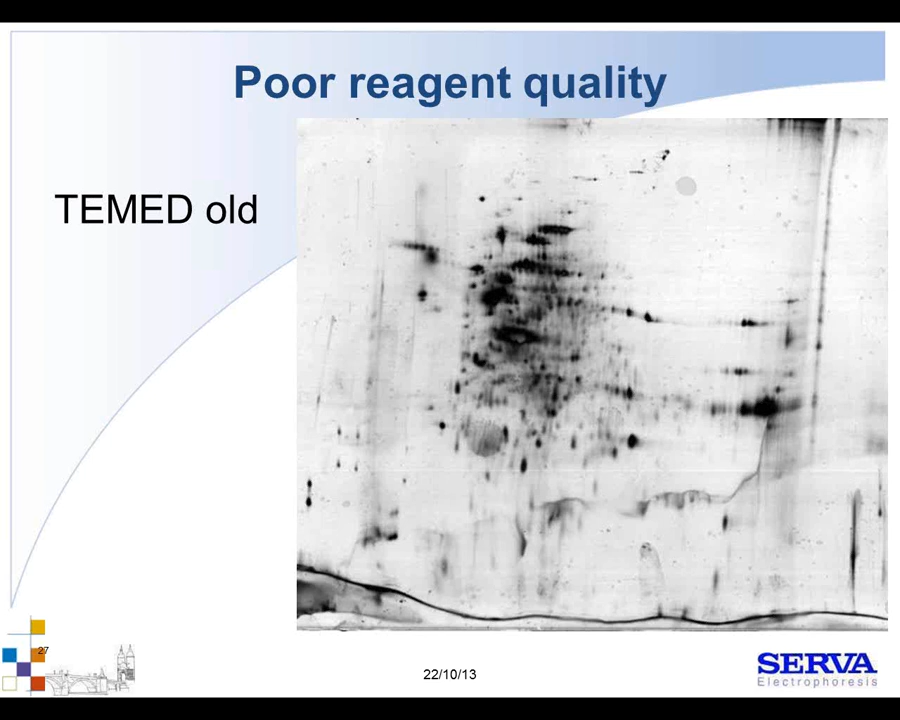 Poor reagent quality
TEMED old
27
22/10/13
SERVA
Electrophoresis